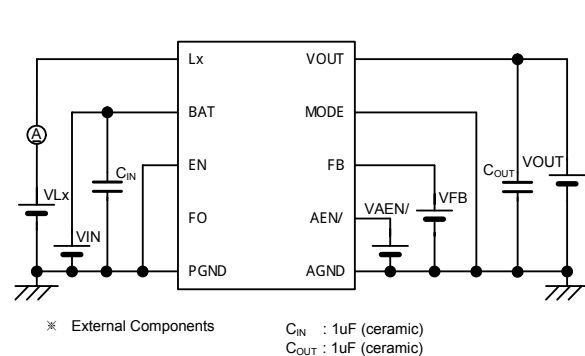 Lx
VOUT
BAT
MODE
A
CIN
EN
FB
COUT
VOUT
VLx
VFB
VAEN/
FO
AEN/
VIN
PGND
AGND
※ External Components
CIN : 1uF (ceramic)
COUT : 1uF (ceramic)